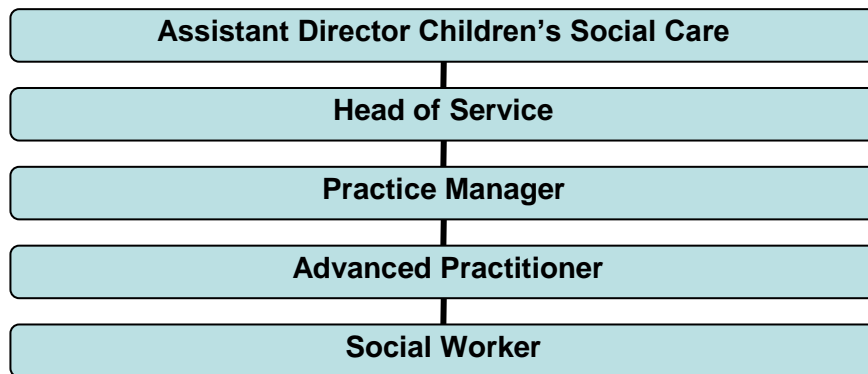 Assistant Director Children’s Social Care
Head of Service
Practice Manager
Advanced Practitioner
Social Worker